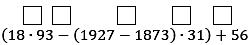 (18 · 93 − (1927 − 1873) · 31) + 56